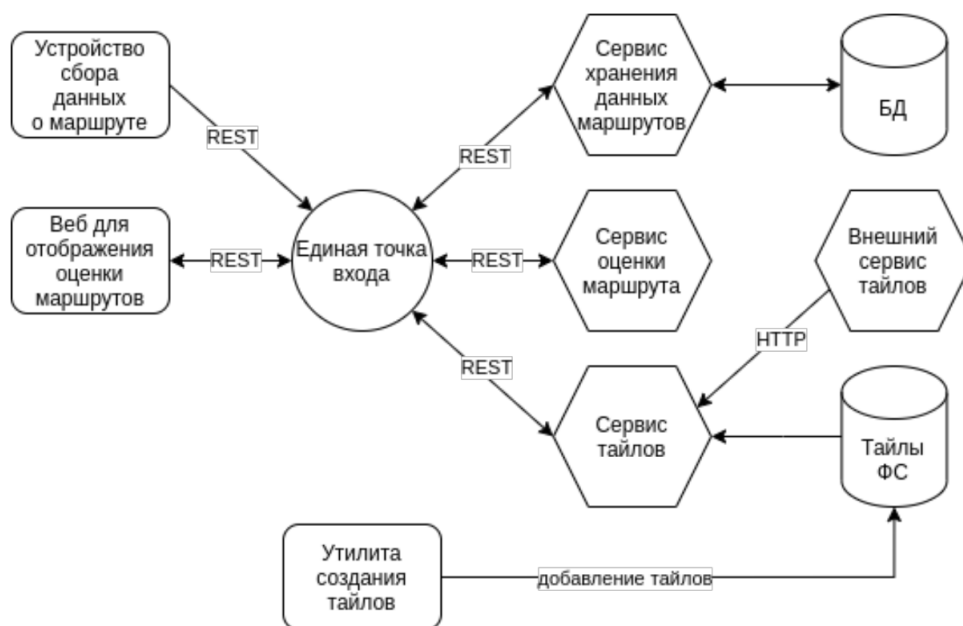 Устройство
сбора
данных
о маршруте
REST
Сервис
хранения
данных
маршрутов
REST
БД
Веб для
отображения
оценки
маршрутов
REST
Единая точка
входа
REST
Сервис
оценки
маршрута
Внешний
сервис
тайлов
HTTP
REST
Сервис
тайлов
Тайлы
ФС
Утилита
создания
тайлов
добавление тайлов